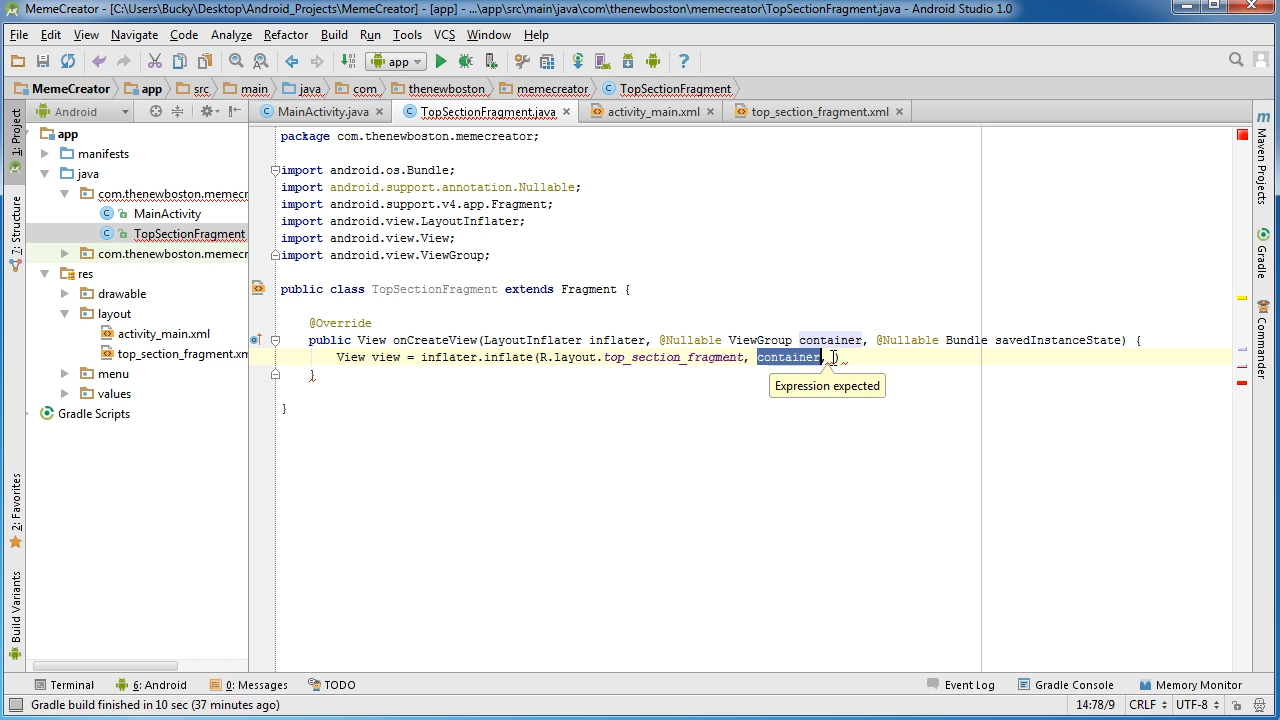 MemeCreator - [C:\Users\Bucky\Desktop\Android_Projects\MemeCreator] - [app] - ...\app\src\main\java\com\thenewboston\memecreator\TopSectionFragment.java - Android Studio 1.0
File Edit View Navigate Code Analyze Refactor Build Run Tools VCS Window Help
app
MemeCreator app src main java com thenewboston memecreator TopSectionFragment
Android
MainActivity.java TopSectionFragment.java activity_main.xml top_section_fragment.xml
1: Project
7: Structure
2: Favorites
Build Variants
app
manifests
java
com.thenewboston.memecr
MainActivity
TopSectionFragment
com.thenewboston.memecr
res
drawable
layout
activity_main.xml
top_section_fragment.xm
menu
values
Gradle Scripts
package com.thenewboston.memecreator;
import android.os.Bundle;
import android.support.annotation.Nullable;
import android.support.v4.app.Fragment;
import android.view.LayoutInflater;
import android.view.View;
import android.view.ViewGroup;
public class TopSectionFragment extends Fragment {
@Override
public View onCreateView(LayoutInflater inflater, @Nullable ViewGroup container, @Nullable Bundle savedInstanceState) {
View view = inflater.inflate(R.layout.top_section_fragment, container, )
}
Expression expected
}
m
Maven Projects
Gradle
Commander
Terminal 6: Android 0: Messages TODO Event Log Gradle Console Memory Monitor
Gradle build finished in 10 sec (37 minutes ago) 14:78/9 CRLF UTF-8